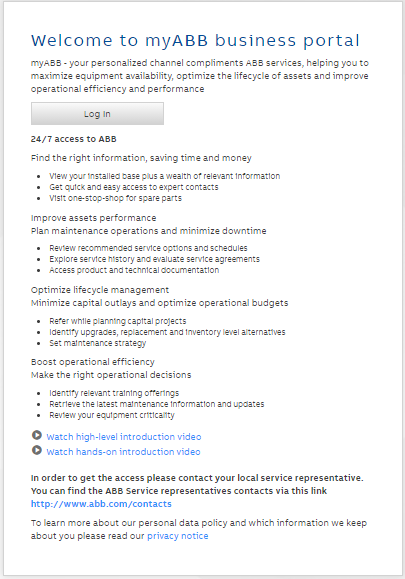 Welcome to myABB business portal
myABB - your personalized channel compliments ABB services, helping you to
maximize equipment availability, optimize the lifecycle of assets and improve
operational efficiency and performance
Log In
24/7 access to ABB
Find the right information, saving time and money
• View your installed base plus a wealth of relevant information
• Get quick and easy access to expert contacts
• Visit one-stop-shop for spare parts
Improve assets performance
Plan maintenance operations and minimize downtime
• Review recommended service options and schedules
• Explore service history and evaluate service agreements
• Access product and technical documentation
Optimize lifecycle management
Minimize capital outlays and optimize operational budgets
• Refer while planning capital projects
• Identify upgrades, replacement and inventory level alternatives
• Set maintenance strategy
Boost operational efficiency
Make the right operational decisions
• Identify relevant training offerings
• Retrieve the latest maintenance information and updates
• Review your equipment criticality
Watch high-level introduction video
Watch hands-on introduction video
In order to get the access please contact your local service representative.
You can find the ABB Service representatives contacts via this link
http://www.abb.com/contacts
To learn more about our personal data policy and which information we keep
about you please read our privacy notice